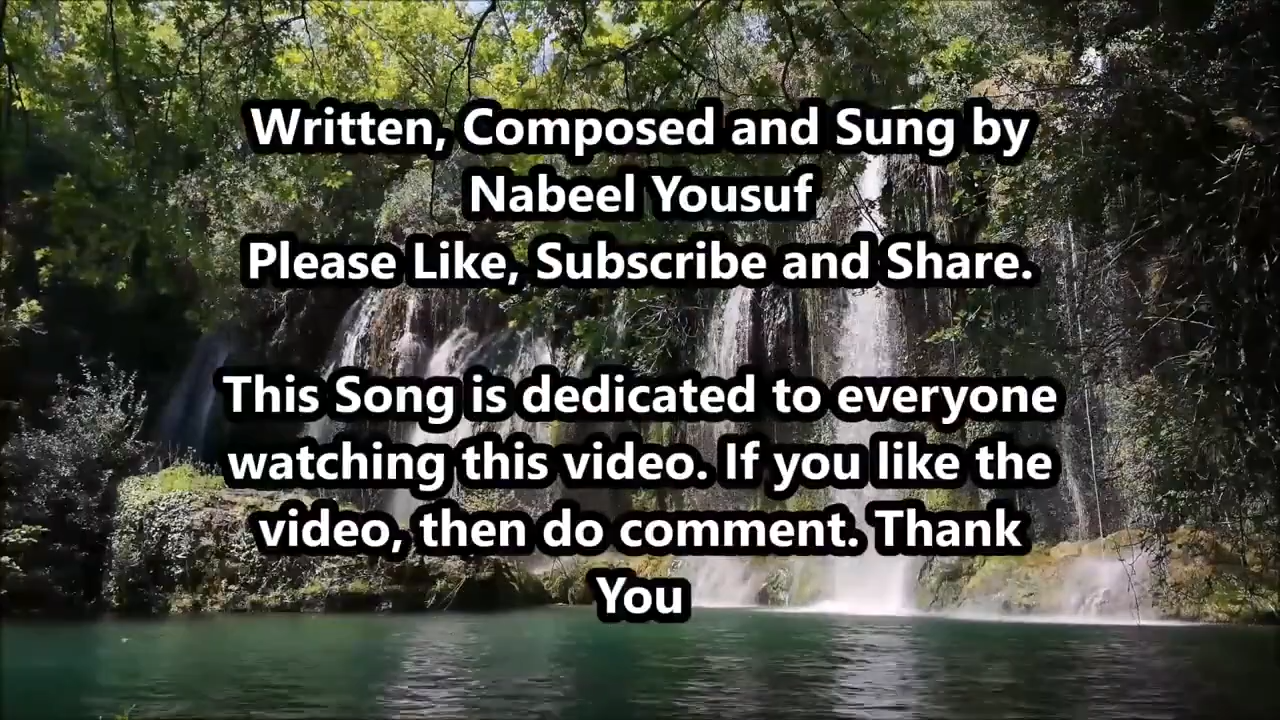 Written, Composed and Sung by
Nabeel Yousuf
Please Like, Subscribe and Share.
This Song is dedicated to everyone
watching this video. If you like the
video, then do comment. Thank
You